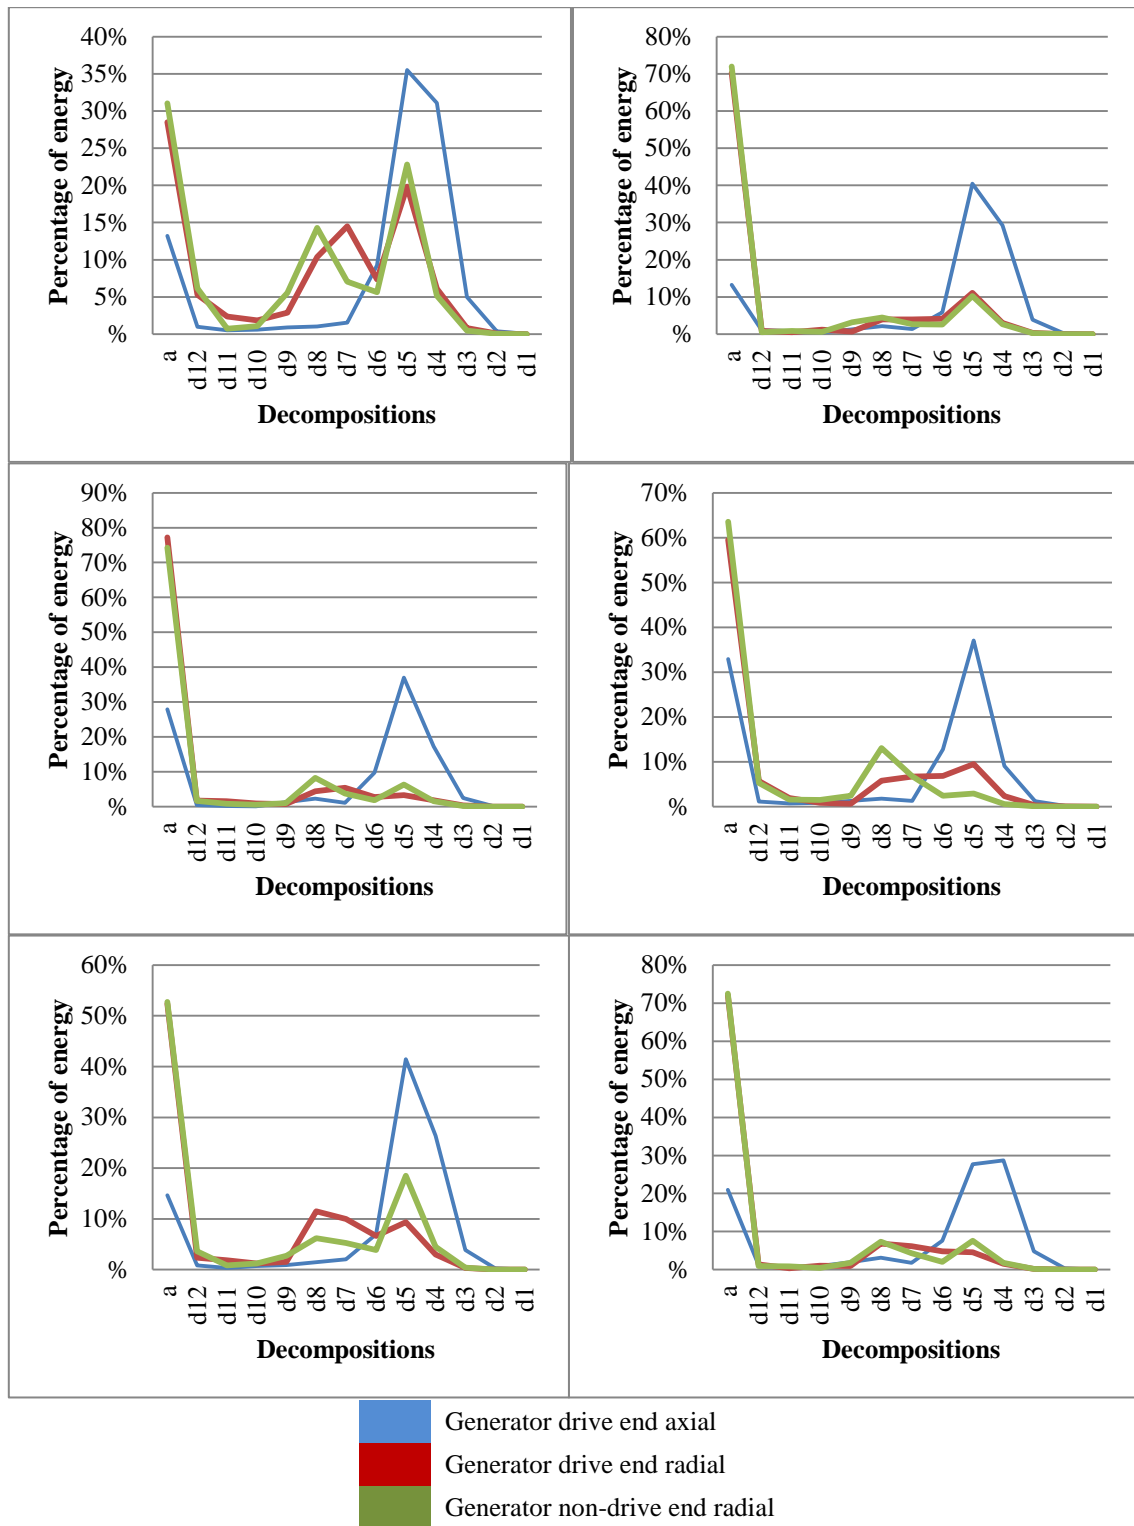 40%
35%
30%
25%
20%
15%
10%
5%
%
Percentage of energy
a d12 d11 d10 d9 d8 d7 d6 d5 d4 d3 d2 d1
Decompositions
80%
70%
60%
50%
40%
30%
20%
10%
%
Percentage of energy
a d12 d11 d10 d9 d8 d7 d6 d5 d4 d3 d2 d1
Decompositions
90%
80%
70%
60%
50%
40%
30%
20%
10%
%
Percentage of energy
a d12 d11 d10 d9 d8 d7 d6 d5 d4 d3 d2 d1
Decompositions
70%
60%
50%
40%
30%
20%
10%
%
Percentage of energy
a d12 d11 d10 d9 d8 d7 d6 d5 d4 d3 d2 d1
Decompositions
60%
50%
40%
30%
20%
10%
%
Percentage of energy
a d12 d11 d10 d9 d8 d7 d6 d5 d4 d3 d2 d1
Decompositions
80%
70%
60%
50%
40%
30%
20%
10%
%
Percentage of energy
a d12 d11 d10 d9 d8 d7 d6 d5 d4 d3 d2 d1
Decompositions
Generator drive end axial
Generator drive end radial
Generator non-drive end radial